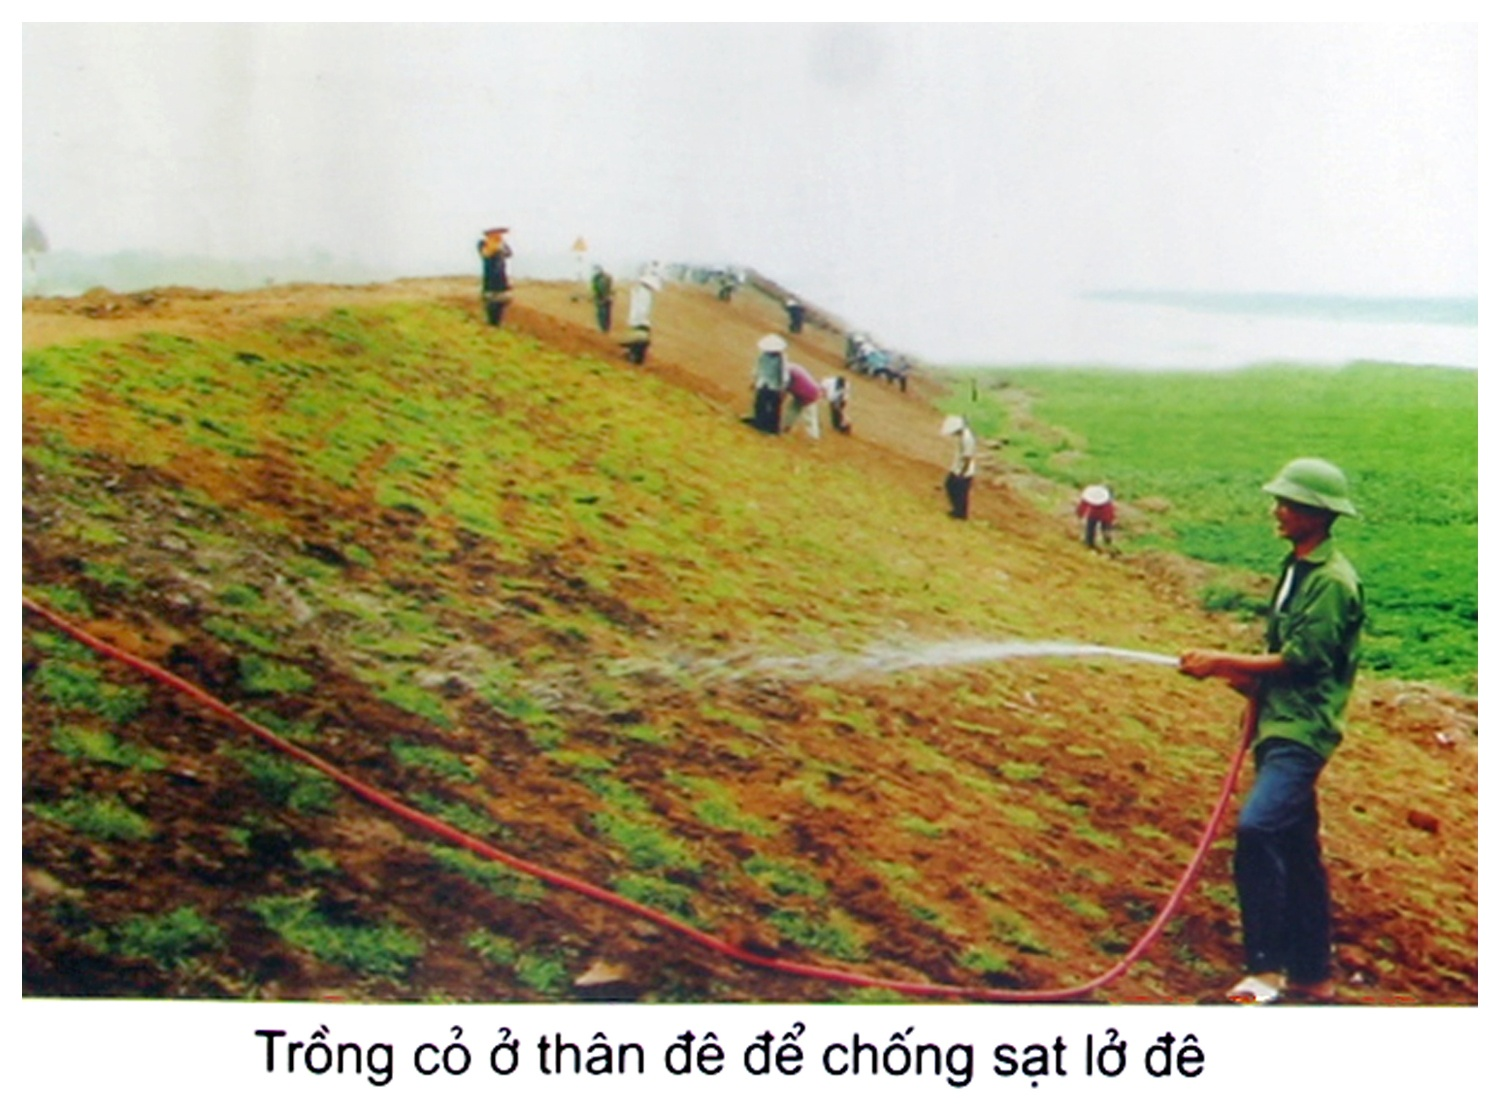 Trồng cỏ ở thân đê để chống sạt lở đê